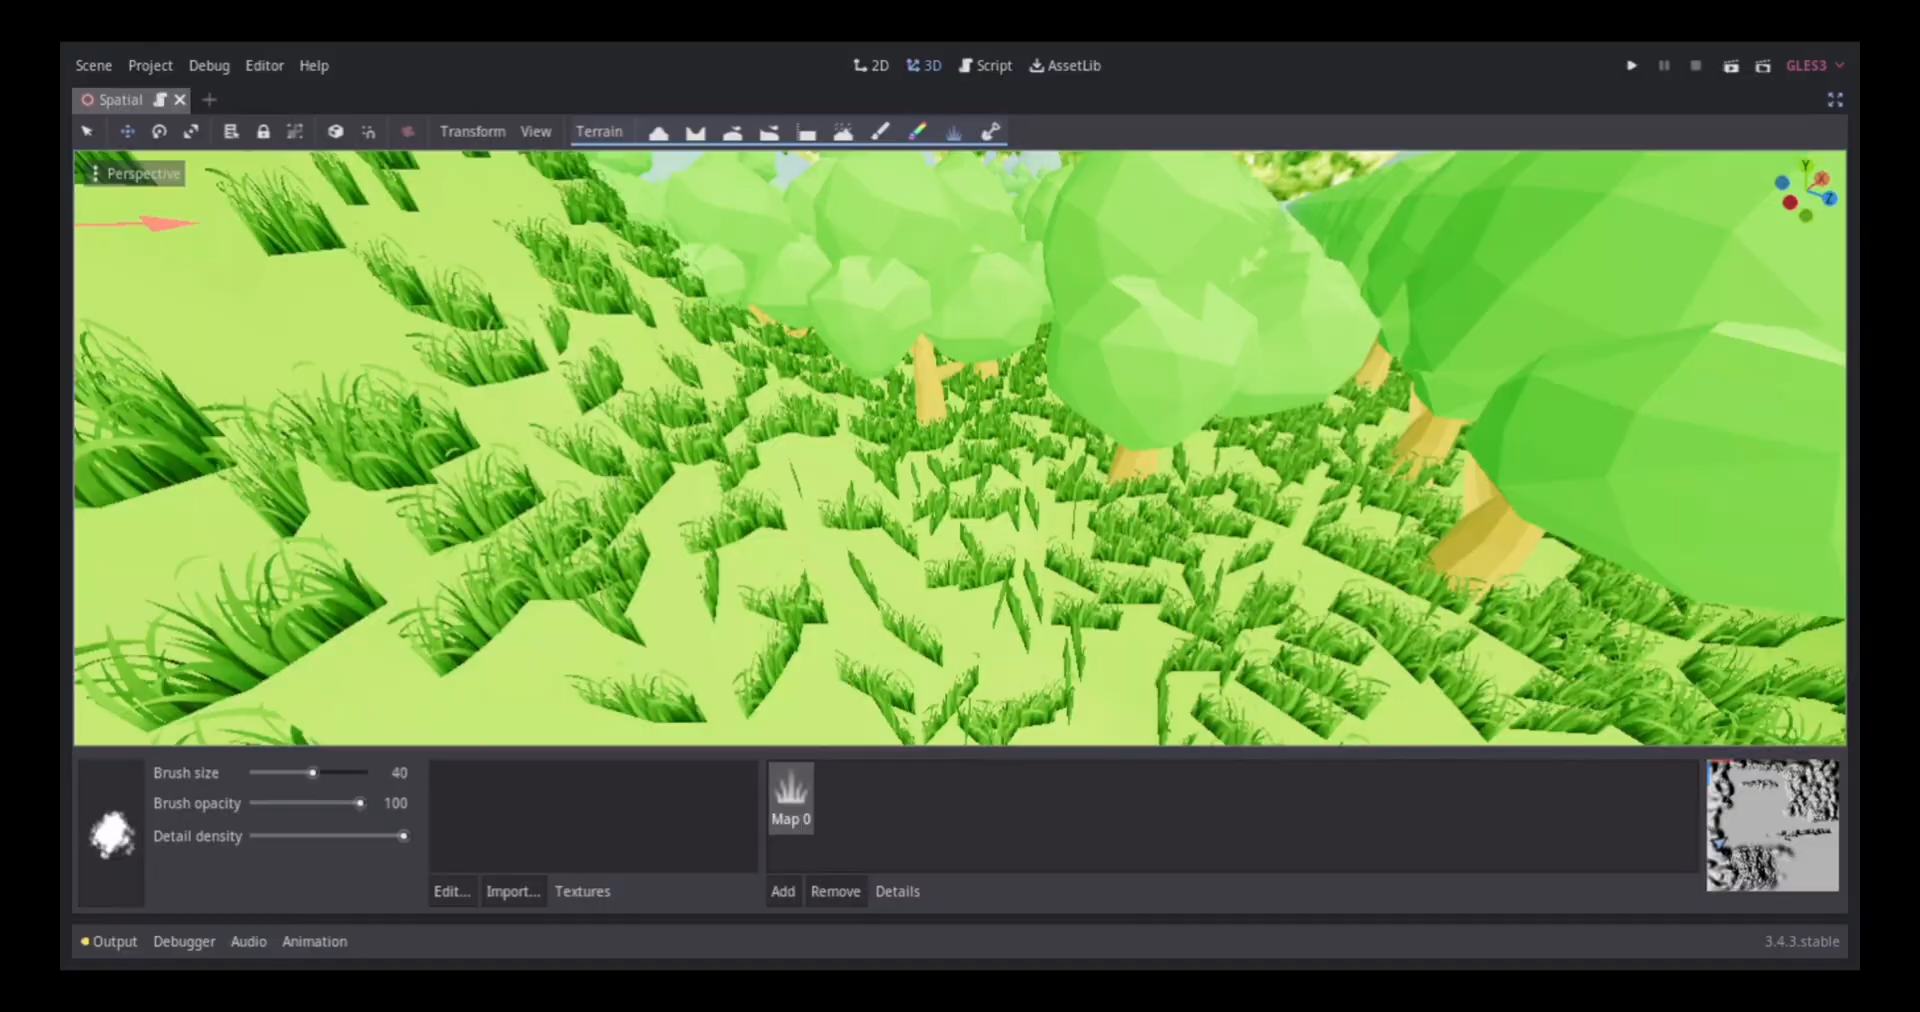 Scene Project Debug Editor Help 2D 3D Script AssetLib GLES3
Spatial
Transform View Terrain
Perspective
Y X Z
Brush size 40
Brush opacity 100
Detail density
Map 0
Edit... Import... Textures Add Remove Details
Output Debugger Audio Animation 3.4.3.stable